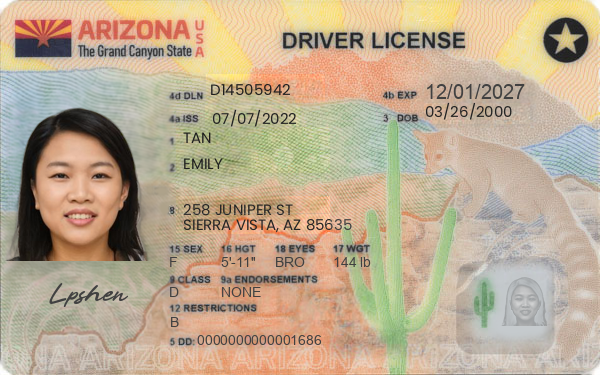 ARIZONA USA
The Grand Canyon State
DRIVER LICENSE
4d DLN D14505942
4b EXP 12/01/2027
4a ISS 07/07/2022
3 DOB 03/26/2000
1 TAN
2 EMILY
8 258 JUNIPER ST
SIERRA VISTA, AZ 85635
15 SEX 16 HGT 18 EYES 17 WGT
F 5'-11" BRO 144 lb
9 CLASS 9a ENDORSEMENTS
D NONE
12 RESTRICTIONS
B
5 DD: 0000000000001686
Lpshen
ARIZONA ARIZONA ARIZONA ARIZONA